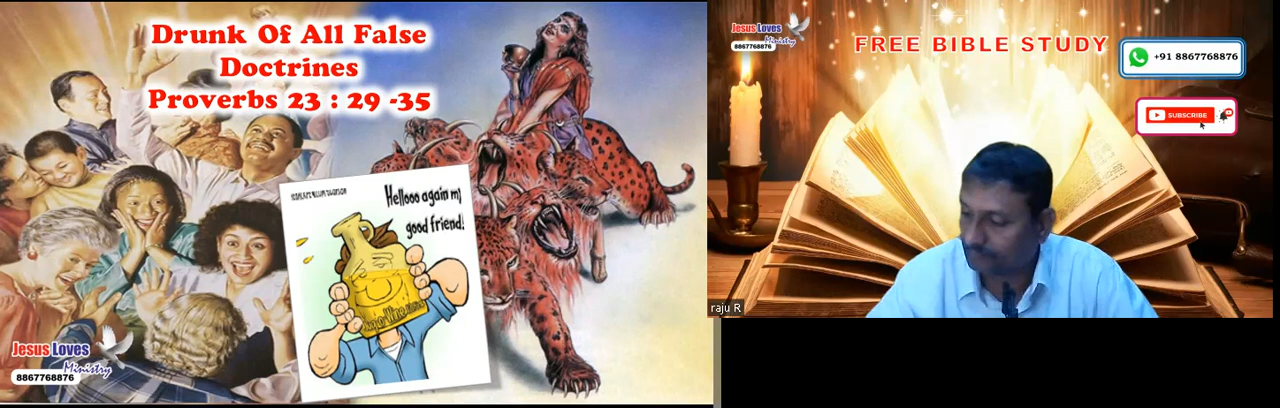 Drunk Of All False
Doctrines
Proverbs 23 : 29 -35
Hellooo again my
good friend!
Jesus Loves
Ministry
8867768876
Jesus Loves
Ministry
8867768876
FREE BIBLE STUDY
+91 8867768876
SUBSCRIBE
raju R